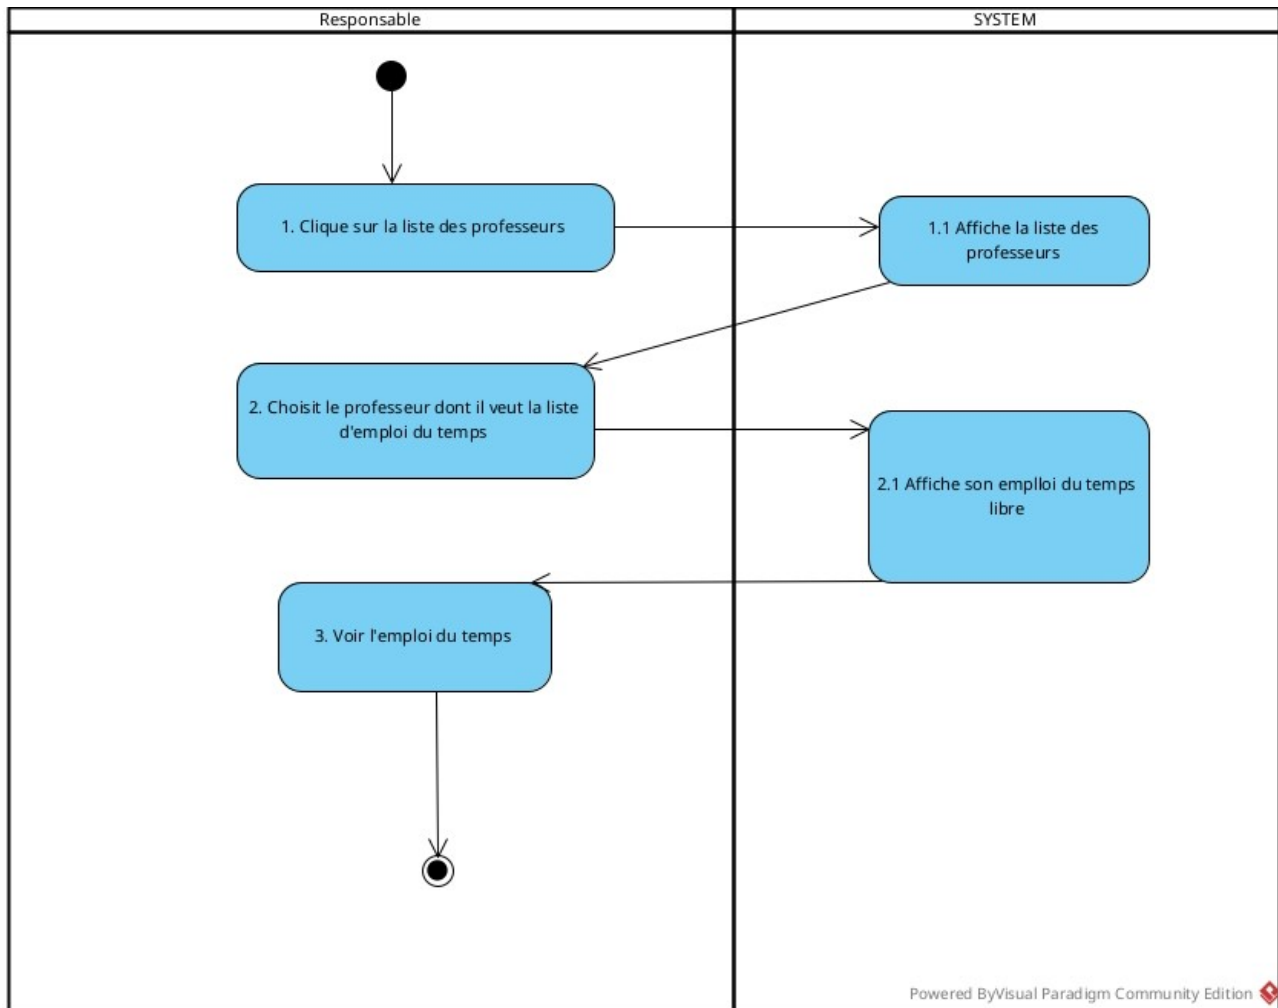 Responsable
SYSTEM
1. Clique sur la liste des professeurs
1.1 Affiche la liste des
professeurs
2. Choisit le professeur dont il veut la liste
d'emploi du temps
2.1 Affiche son emplloi du temps
libre
3. Voir l'emploi du temps
Powered ByVisual Paradigm Community Edition